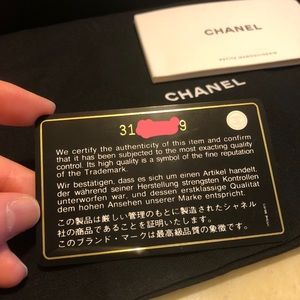 CHANEL
PETITE MAROQUINERIE
CHANEL
31 9
We certify the authenticity of this item and confirm
that it has been subjected to the most exacting quality
control. Its high quality is a symbol of the fine reputation
of the Trademark.
Wir bestätigen, dass es sich um einen Artikel handelt,
der während seiner Herstellung strengsten Kontrollen
unterworfen war, und dessen erstklassige Qualität
dem hohen Ansehen unserer Marke entspricht.
この製品は厳しい管理のもとに製造されたシャネル
社の商品であることを証明いたします。
このブランド・マークは最高級品質の象徴です。